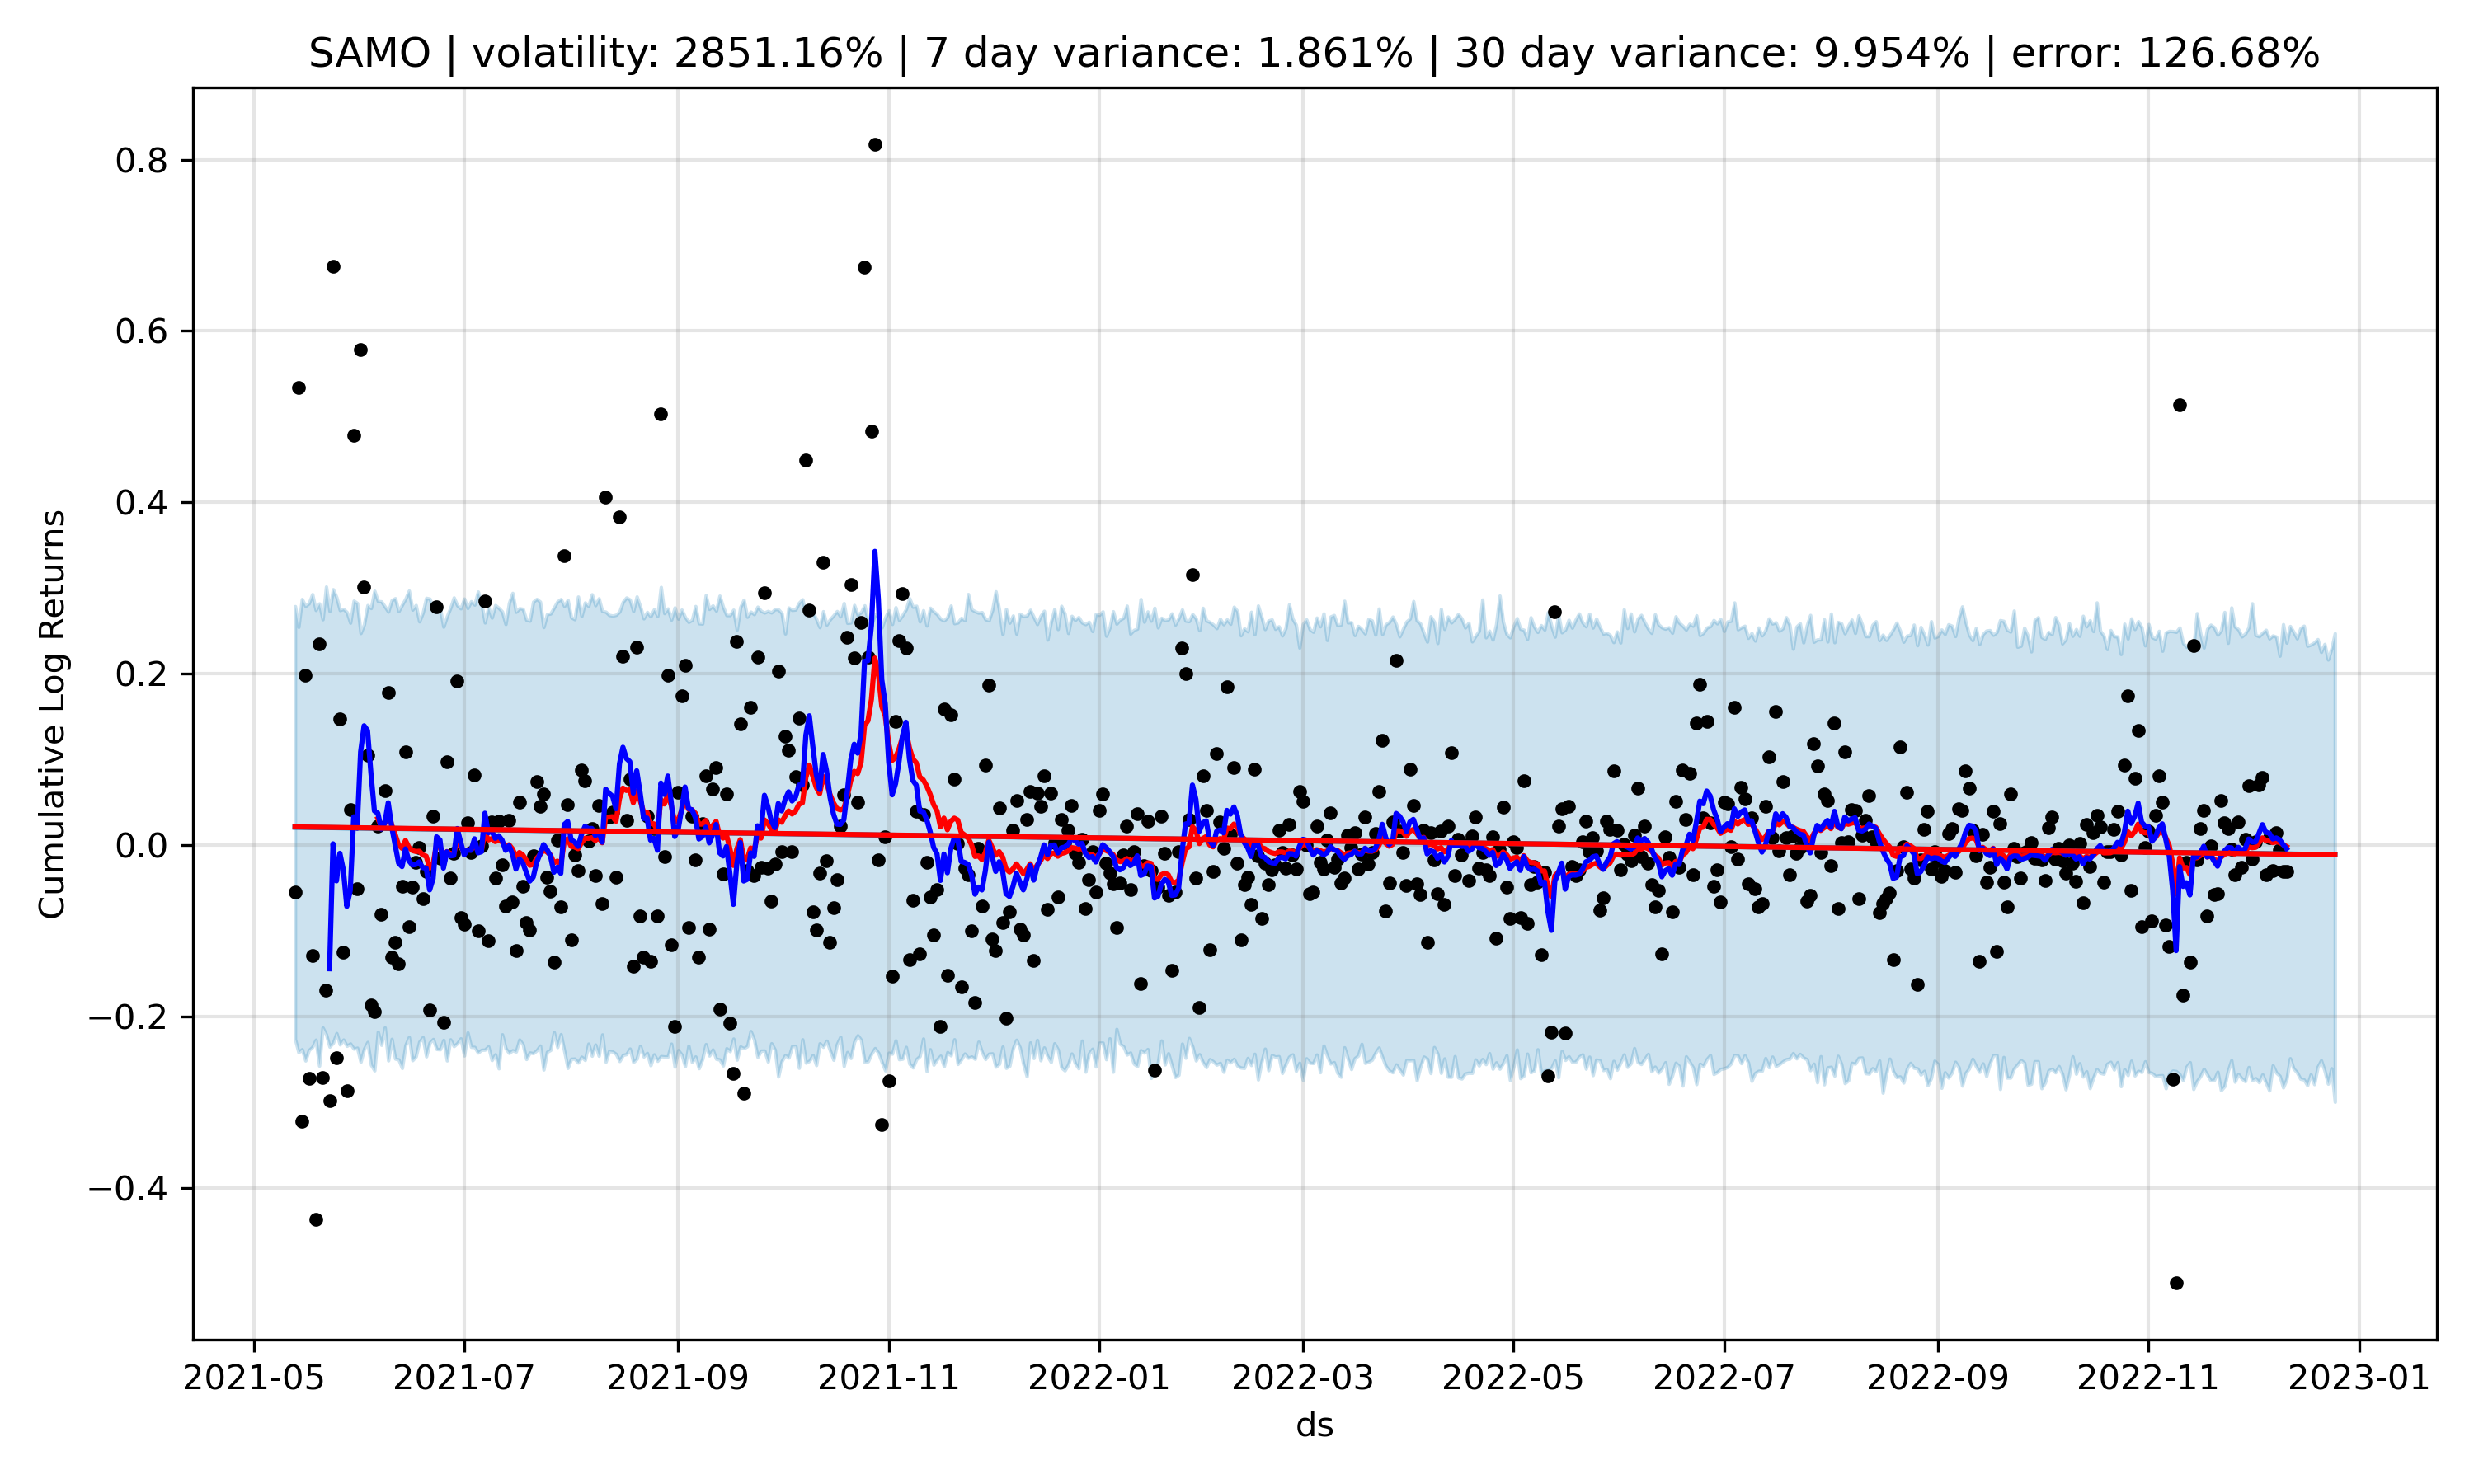 SAMO | volatility: 2851.16% | 7 day variance: 1.861% | 30 day variance: 9.954% | error: 126.68%
Cumulative Log Returns
0.8
0.6
0.4
0.2
0.0
−0.2
−0.4
2021-05 2021-07 2021-09 2021-11 2022-01 2022-03 2022-05 2022-07 2022-09 2022-11 2023-01
ds